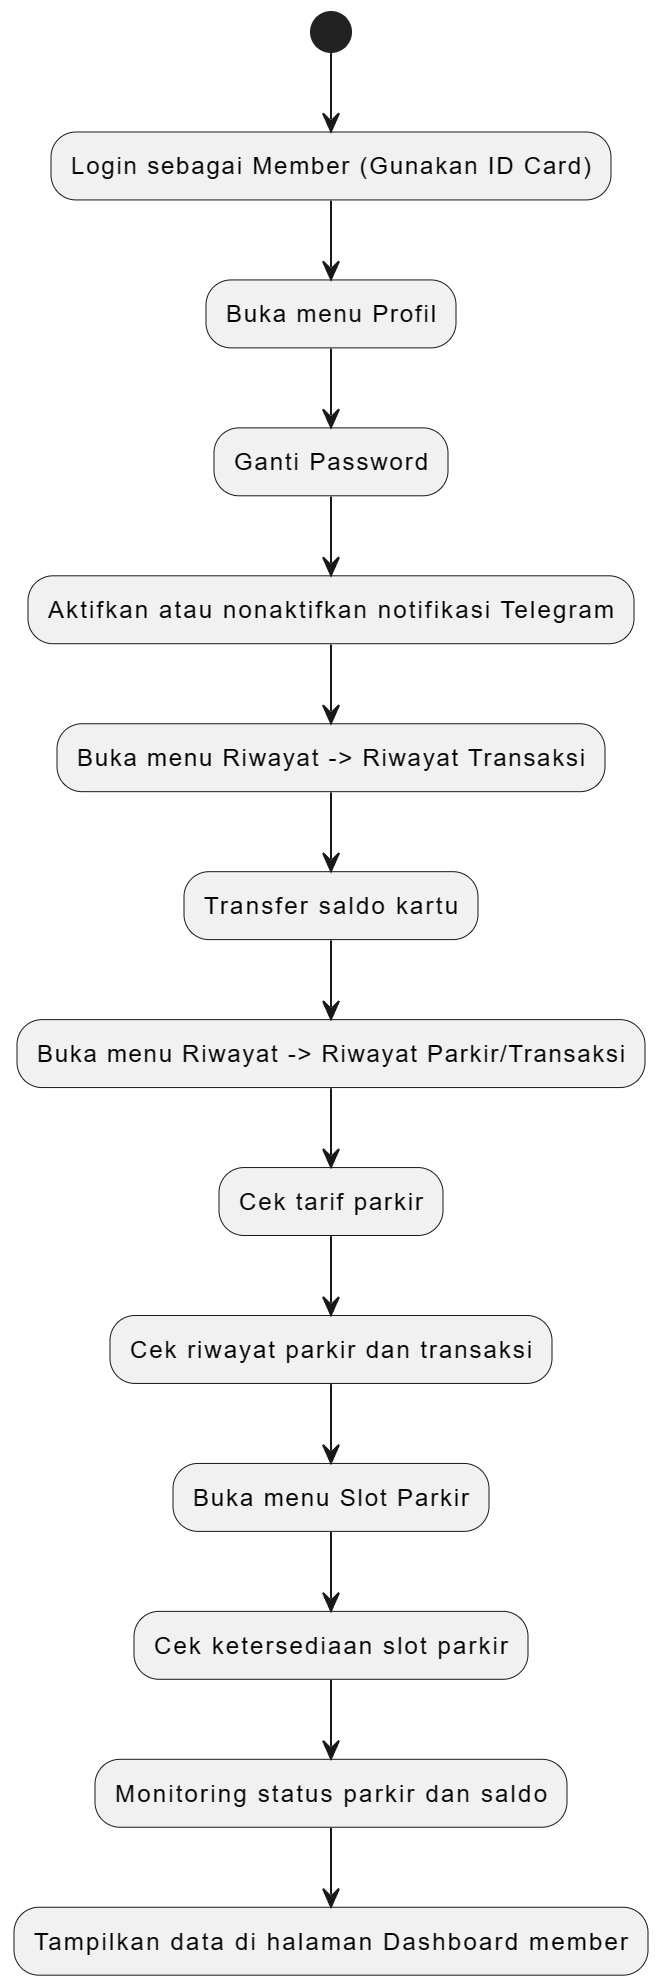 Login sebagai Member (Gunakan ID Card)
Buka menu Profil
Ganti Password
Aktifkan atau nonaktifkan notifikasi Telegram
Buka menu Riwayat -> Riwayat Transaksi
Transfer saldo kartu
Buka menu Riwayat -> Riwayat Parkir/Transaksi
Cek tarif parkir
Cek riwayat parkir dan transaksi
Buka menu Slot Parkir
Cek ketersediaan slot parkir
Monitoring status parkir dan saldo
Tampilkan data di halaman Dashboard member